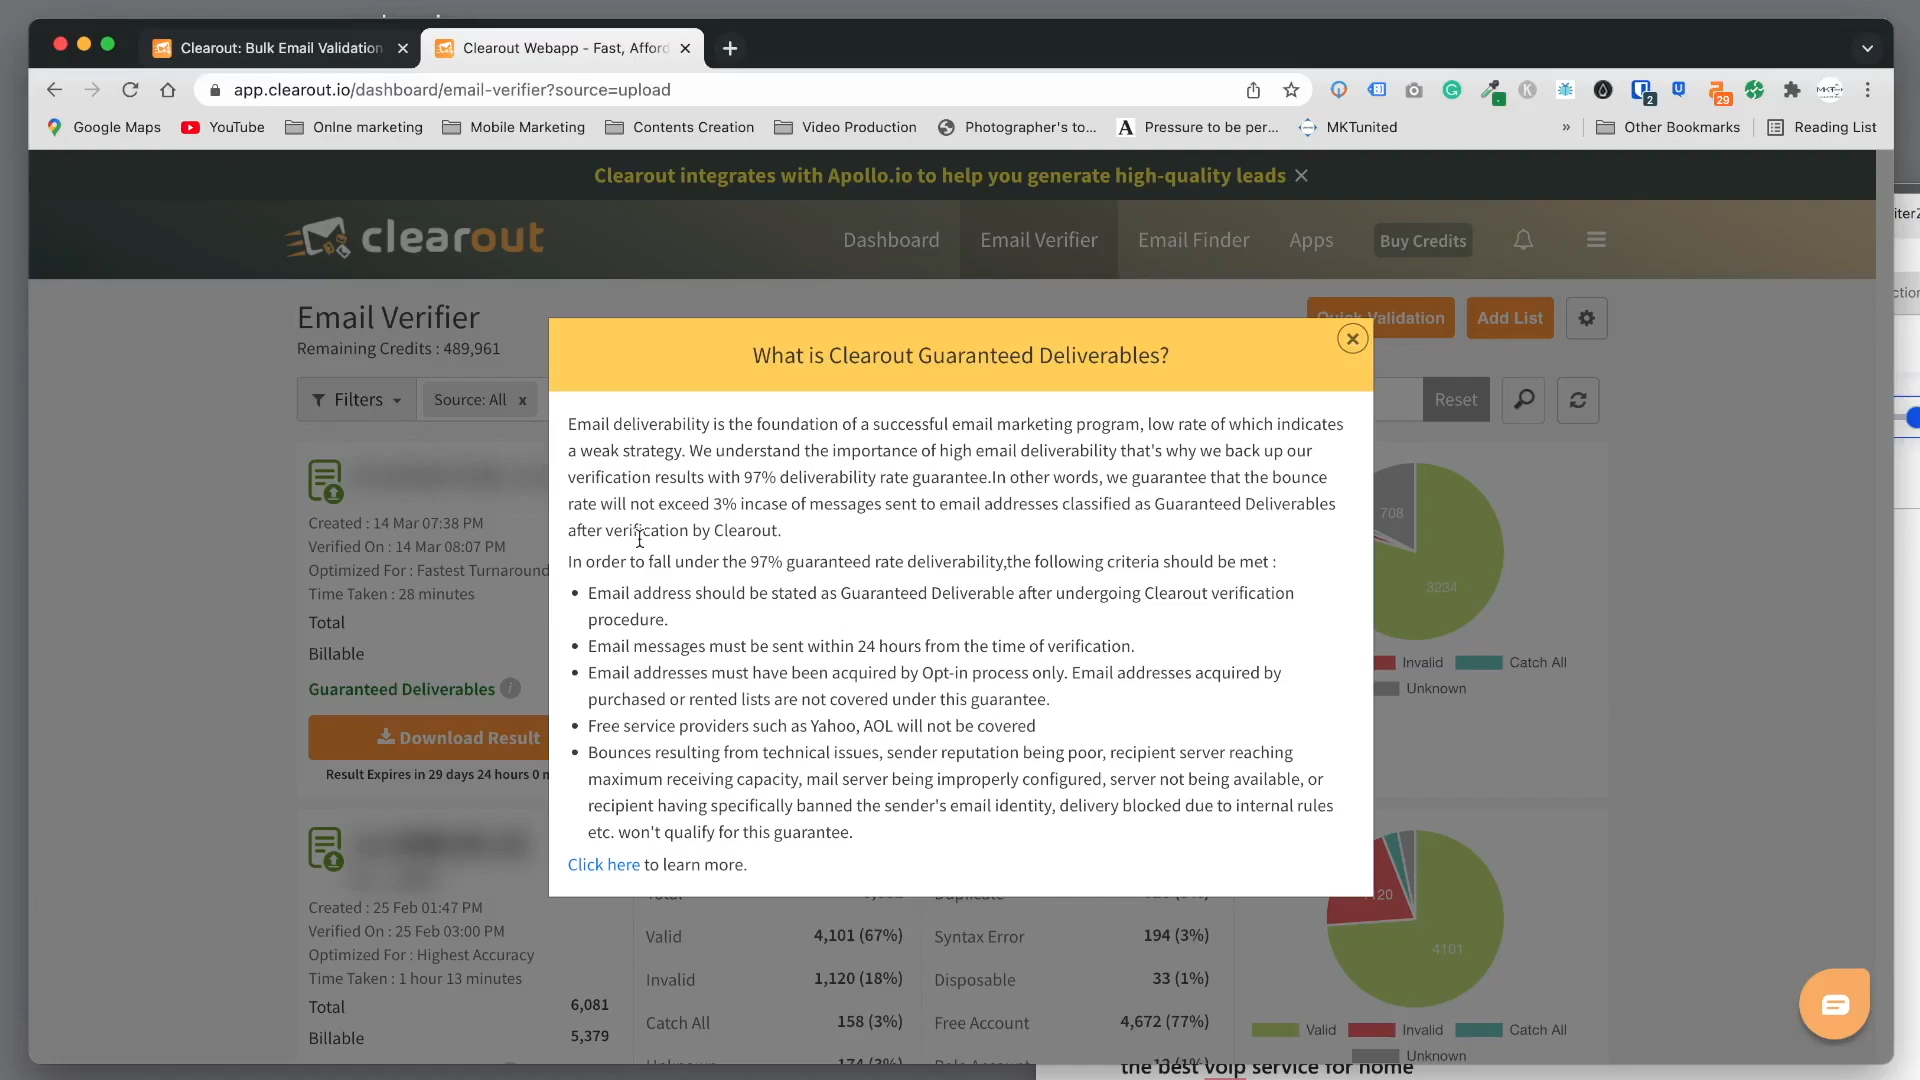 Clearout: Bulk Email Validation
Clearout Webapp - Fast, Afford
app.clearout.io/dashboard/email-verifier?source=upload
2
29
Google Maps
YouTube
Onlne marketing
Mobile Marketing
Contents Creation
Video Production
Photographer's to...
A
Pressure to be per...
MKTunited
»
Other Bookmarks
Reading List
Clearout integrates with Apollo.io to help you generate high-quality leads
clearout
Dashboard
Email Verifier
Email Finder
Apps
Buy Credits
Email Verifier
Remaining Credits : 489,961
Quick Validation
Add List
Filters
Source: All x
Reset
What is Clearout Guaranteed Deliverables?
Email deliverability is the foundation of a successful email marketing program, low rate of which indicates
a weak strategy. We understand the importance of high email deliverability that's why we back up our
verification results with 97% deliverability rate guarantee.In other words, we guarantee that the bounce
rate will not exceed 3% incase of messages sent to email addresses classified as Guaranteed Deliverables
after verification by Clearout.
In order to fall under the 97% guaranteed rate deliverability,the following criteria should be met :
• Email address should be stated as Guaranteed Deliverable after undergoing Clearout verification
procedure.
• Email messages must be sent within 24 hours from the time of verification.
• Email addresses must have been acquired by Opt-in process only. Email addresses acquired by
purchased or rented lists are not covered under this guarantee.
• Free service providers such as Yahoo, AOL will not be covered
• Bounces resulting from technical issues, sender reputation being poor, recipient server reaching
maximum receiving capacity, mail server being improperly configured, server not being available, or
recipient having specifically banned the sender's email identity, delivery blocked due to internal rules
etc. won't qualify for this guarantee.
Click here to learn more.
Created : 14 Mar 07:38 PM
Verified On : 14 Mar 08:07 PM
Optimized For : Fastest Turnaround
Time Taken : 28 minutes
Total
Billable
Guaranteed Deliverables
Download Result
Result Expires in 29 days 24 hours 0 m
708
3234
Invalid
Catch All
Unknown
Created : 25 Feb 01:47 PM
Verified On : 25 Feb 03:00 PM
Optimized For : Highest Accuracy
Time Taken : 1 hour 13 minutes
Total 6,081
Billable 5,379
Valid 4,101 (67%)
Invalid 1,120 (18%)
Catch All 158 (3%)
Unknown 174 (3%)
Syntax Error 194 (3%)
Disposable 33 (1%)
Free Account 4,672 (77%)
Role Account
120
4101
Valid
Invalid
Catch All
Unknown
the best voip service for home